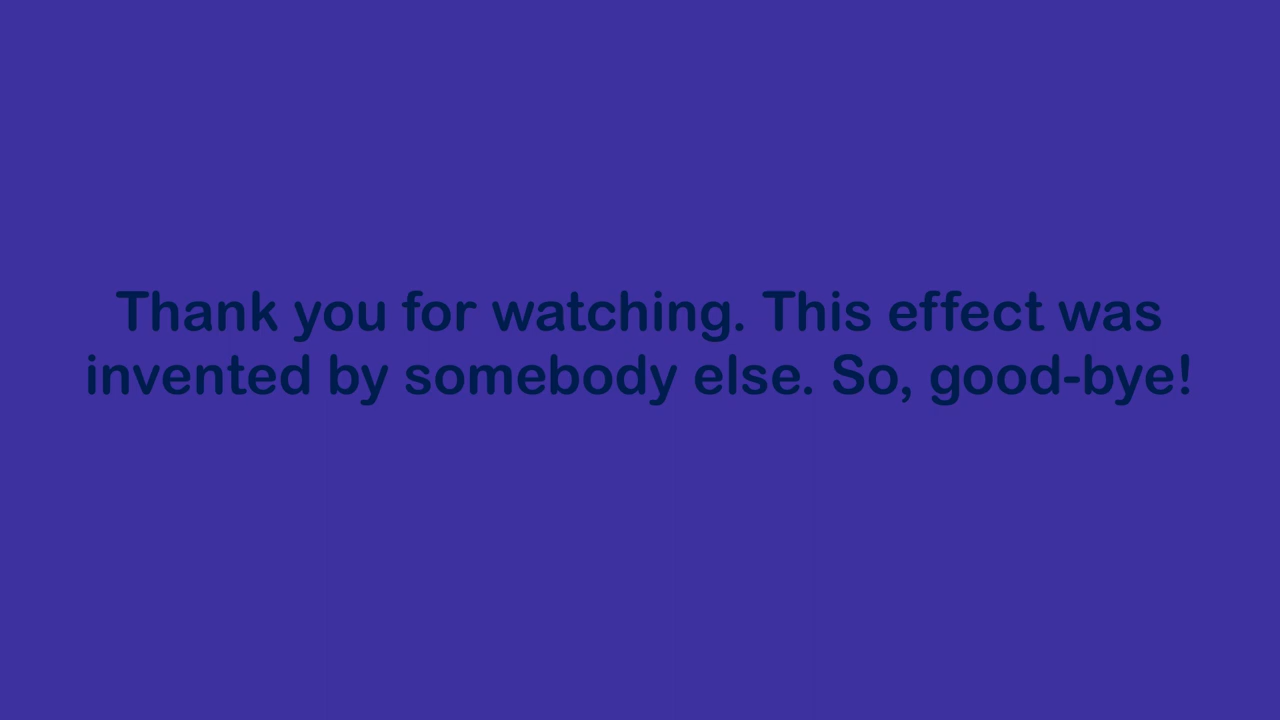 Thank you for watching. This effect was
invented by somebody else. So, good-bye!